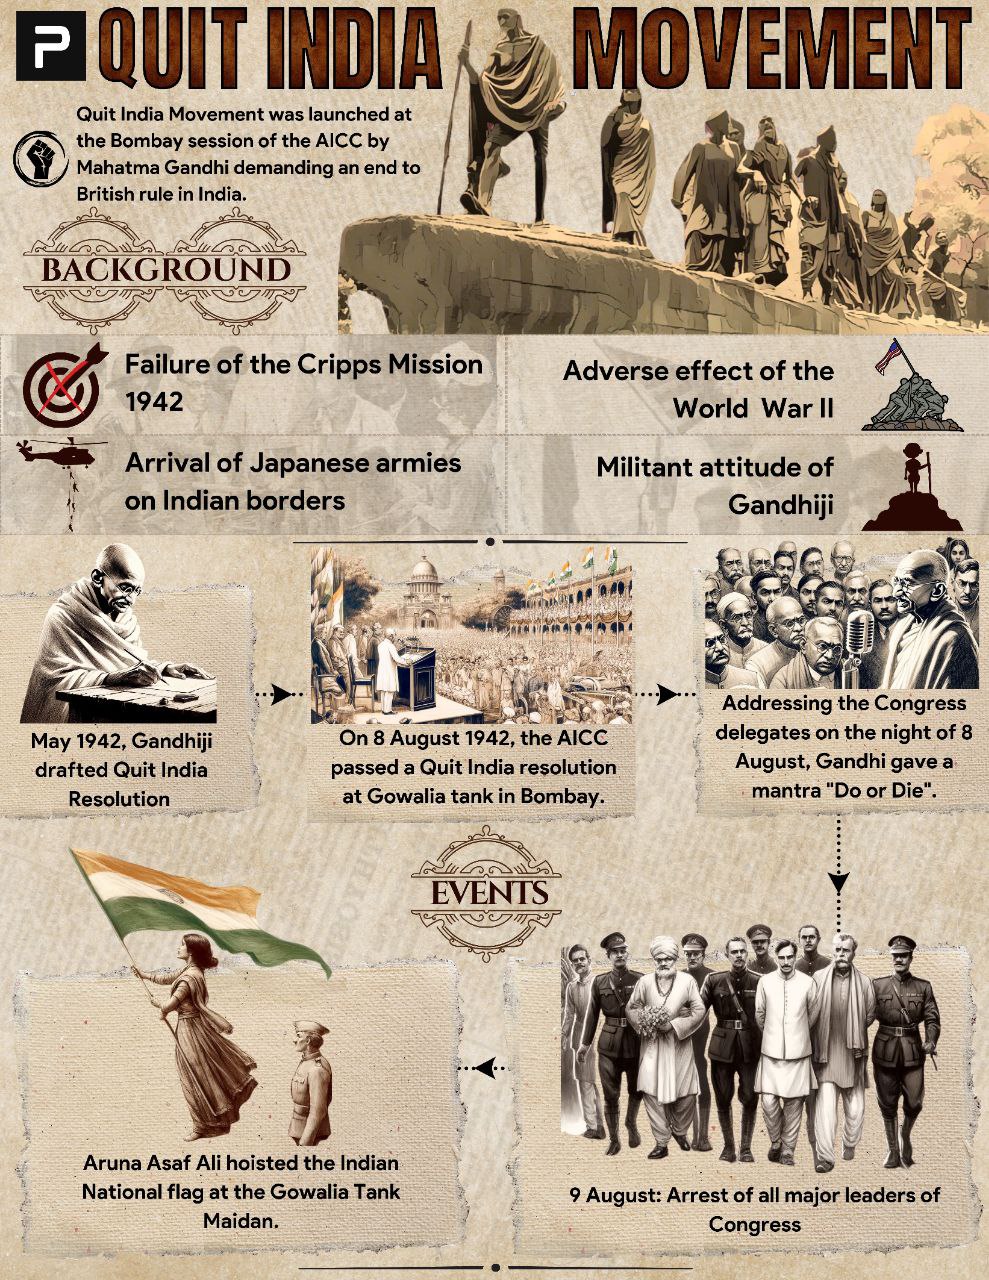 P
QUIT INDIA MOVEMENT
Quit India Movement was launched at
the Bombay session of the AICC by
Mahatma Gandhi demanding an end to
British rule in India.
BACKGROUND
Failure of the Cripps Mission
1942
Adverse effect of the
World War II
Arrival of Japanese armies
on Indian borders
Militant attitude of
Gandhiji
May 1942, Gandhiji
drafted Quit India
Resolution
On 8 August 1942, the AICC
passed a Quit India resolution
at Gowalia tank in Bombay.
Addressing the Congress
delegates on the night of 8
August, Gandhi gave a
mantra "Do or Die".
EVENTS
Aruna Asaf Ali hoisted the Indian
National flag at the Gowalia Tank
Maidan.
9 August: Arrest of all major leaders of
Congress